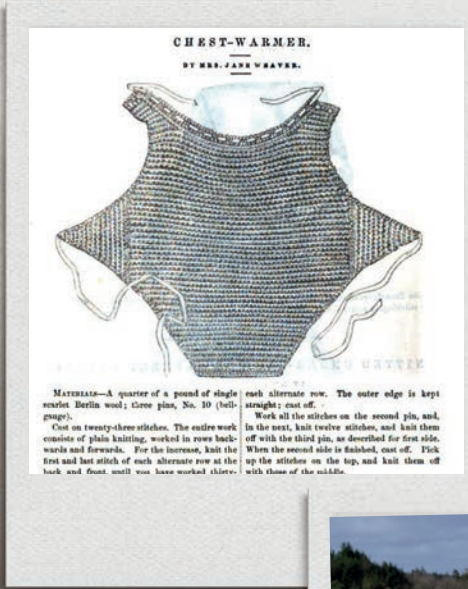 CHEST-WARMER.
BY MRS. JANE WEAVER.
MATERIALS—A quarter of a pound of single
scarlet Berlin wool; three pins, No. 10 (bell-
gauge).
Cast on twenty-three stitches. The entire work
consists of plain knitting, worked in rows back-
wards and forwards. For the increase, knit the
first and last stitch of each alternate row at the
back and front, until you have worked thirty-
each alternate row. The outer edge is kept
straight; cast off.
Work all the stitches on the second pin, and,
in the next, knit twelve stitches, and knit them
off with the third pin, as described for first side.
When the second side is finished, cast off. Pick
up the stitches on the top, and knit them off
with those of the middle.